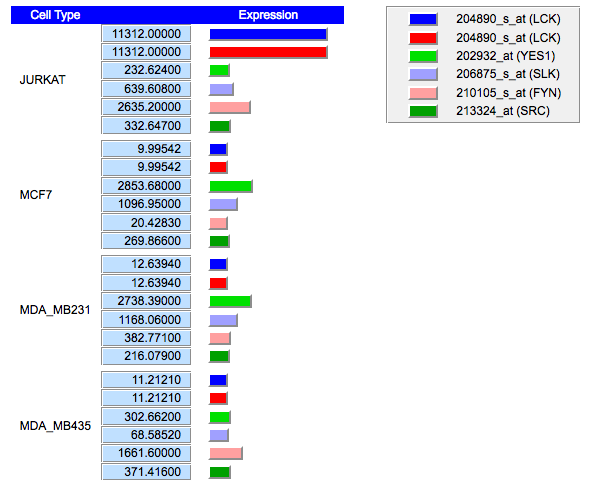 Cell Type Expression
11312.00000
11312.00000
232.62400
639.60800
2635.20000
332.64700
JURKAT
9.99542
9.99542
2853.68000
1096.95000
20.42830
269.86600
MCF7
12.63940
12.63940
2738.39000
1168.06000
382.77100
216.07900
MDA_MB231
11.21210
11.21210
302.66200
68.58520
1661.60000
371.41600
MDA_MB435
204890_s_at (LCK)
204890_s_at (LCK)
202932_at (YES1)
206875_s_at (SLK)
210105_s_at (FYN)
213324_at (SRC)